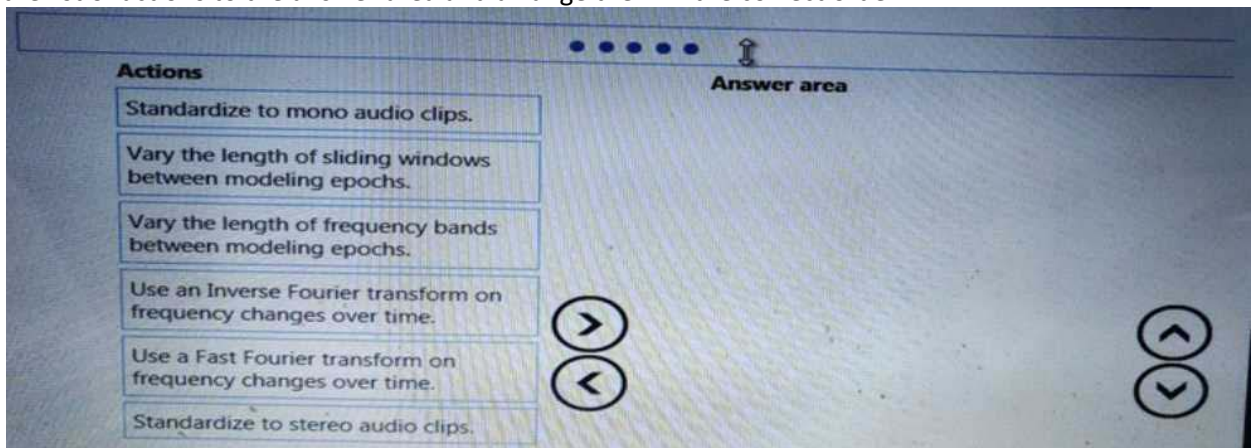 Actions
Answer area
Standardize to mono audio clips.
Vary the length of sliding windows
between modeling epochs.
Vary the length of frequency bands
between modeling epochs.
Use an Inverse Fourier transform on
frequency changes over time.
Use a Fast Fourier transform on
frequency changes over time.
Standardize to stereo audio clips.